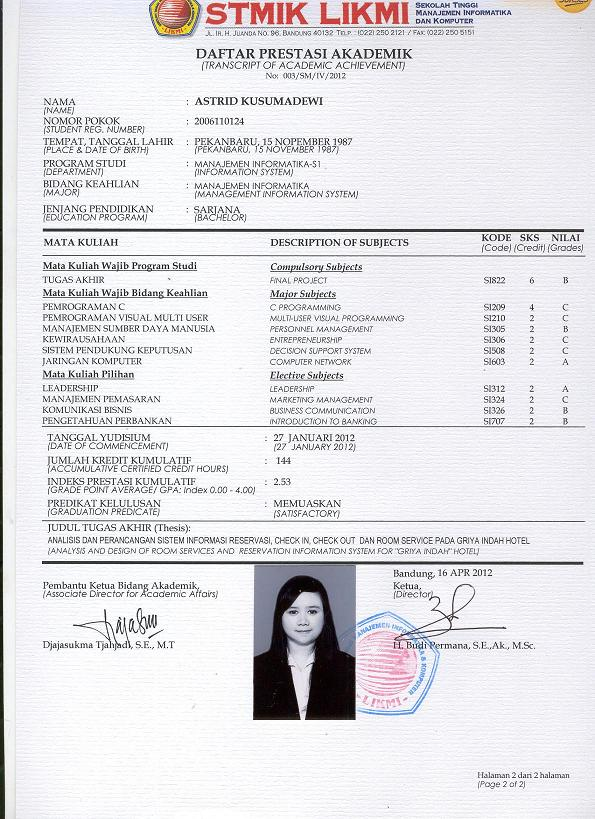 STMIK LIKMI
SEKOLAH TINGGI
MANAJEMEN INFORMATIKA
DAN KOMPUTER
LIKMI
JL. IR. H. JUANDA NO. 96, BANDUNG 40132 TELP.: (022) 250 2121 / FAX: (022) 250 5151
DAFTAR PRESTASI AKADEMIK
(TRANSCRIPT OF ACADEMIC ACHIEVEMENT)
No: 003/SM/IV/2012
NAMA : ASTRID KUSUMADEWI
(NAME)
NOMOR POKOK : 2006110124
(STUDENT REG. NUMBER)
TEMPAT, TANGGAL LAHIR : PEKANBARU, 15 NOPEMBER 1987
(PLACE & DATE OF BIRTH) (PEKANBARU, 15 NOVEMBER 1987)
PROGRAM STUDI : MANAJEMEN INFORMATIKA-S1
(DEPARTMENT) (INFORMATION SYSTEM)
BIDANG KEAHLIAN : MANAJEMEN INFORMATIKA
(MAJOR) (MANAGEMENT INFORMATION SYSTEM)
JENJANG PENDIDIKAN : SARJANA
(EDUCATION PROGRAM) (BACHELOR)
MATA KULIAH DESCRIPTION OF SUBJECTS KODE SKS NILAI
(Code) (Credit) (Grades)
Mata Kuliah Wajib Program Studi Compulsory Subjects
TUGAS AKHIR FINAL PROJECT SI822 6 B
Mata Kuliah Wajib Bidang Keahlian Major Subjects
PEMROGRAMAN C C PROGRAMMING SI209 4 C
PEMROGRAMAN VISUAL MULTI USER MULTI-USER VISUAL PROGRAMMING SI210 2 C
MANAJEMEN SUMBER DAYA MANUSIA PERSONNEL MANAGEMENT SI305 2 B
KEWIRAUSAHAAN ENTREPRENEURSHIP SI306 2 C
SISTEM PENDUKUNG KEPUTUSAN DECISION SUPPORT SYSTEM SI508 2 C
JARINGAN KOMPUTER COMPUTER NETWORK SI603 2 A
Mata Kuliah Pilihan Elective Subjects
LEADERSHIP LEADERSHIP SI312 2 A
MANAJEMEN PEMASARAN MARKETING MANAGEMENT SI324 2 C
KOMUNIKASI BISNIS BUSINESS COMMUNICATION SI326 2 B
PENGETAHUAN PERBANKAN INTRODUCTION TO BANKING SI707 2 B
TANGGAL YUDISIUM : 27 JANUARI 2012
(DATE OF COMMENCEMENT) (27 JANUARY 2012)
JUMLAH KREDIT KUMULATIF : 144
(ACCUMULATIVE CERTIFIED CREDIT HOURS)
INDEKS PRESTASI KUMULATIF : 2.53
(GRADE POINT AVERAGE/ GPA: Index 0.00 - 4.00)
PREDIKAT KELULUSAN : MEMUASKAN
(GRADUATION PREDICATE) (SATISFACTORY)
JUDUL TUGAS AKHIR (Thesis):
ANALISIS DAN PERANCANGAN SISTEM INFORMASI RESERVASI, CHECK IN, CHECK OUT DAN ROOM SERVICE PADA GRIYA INDAH HOTEL
(ANALYSIS AND DESIGN OF ROOM SERVICES AND RESERVATION INFORMATION SYSTEM FOR "GRIYA INDAH" HOTEL)
Bandung, 16 APR 2012
Pembantu Ketua Bidang Akademik, Ketua,
(Associate Director for Academic Affairs) (Director)
Djajasukma Tjahjadi, S.E., M.T H. Budi Permana, S.E.,Ak., M.Sc.
LIKMI
Halaman 2 dari 2 halaman
(Page 2 of 2)